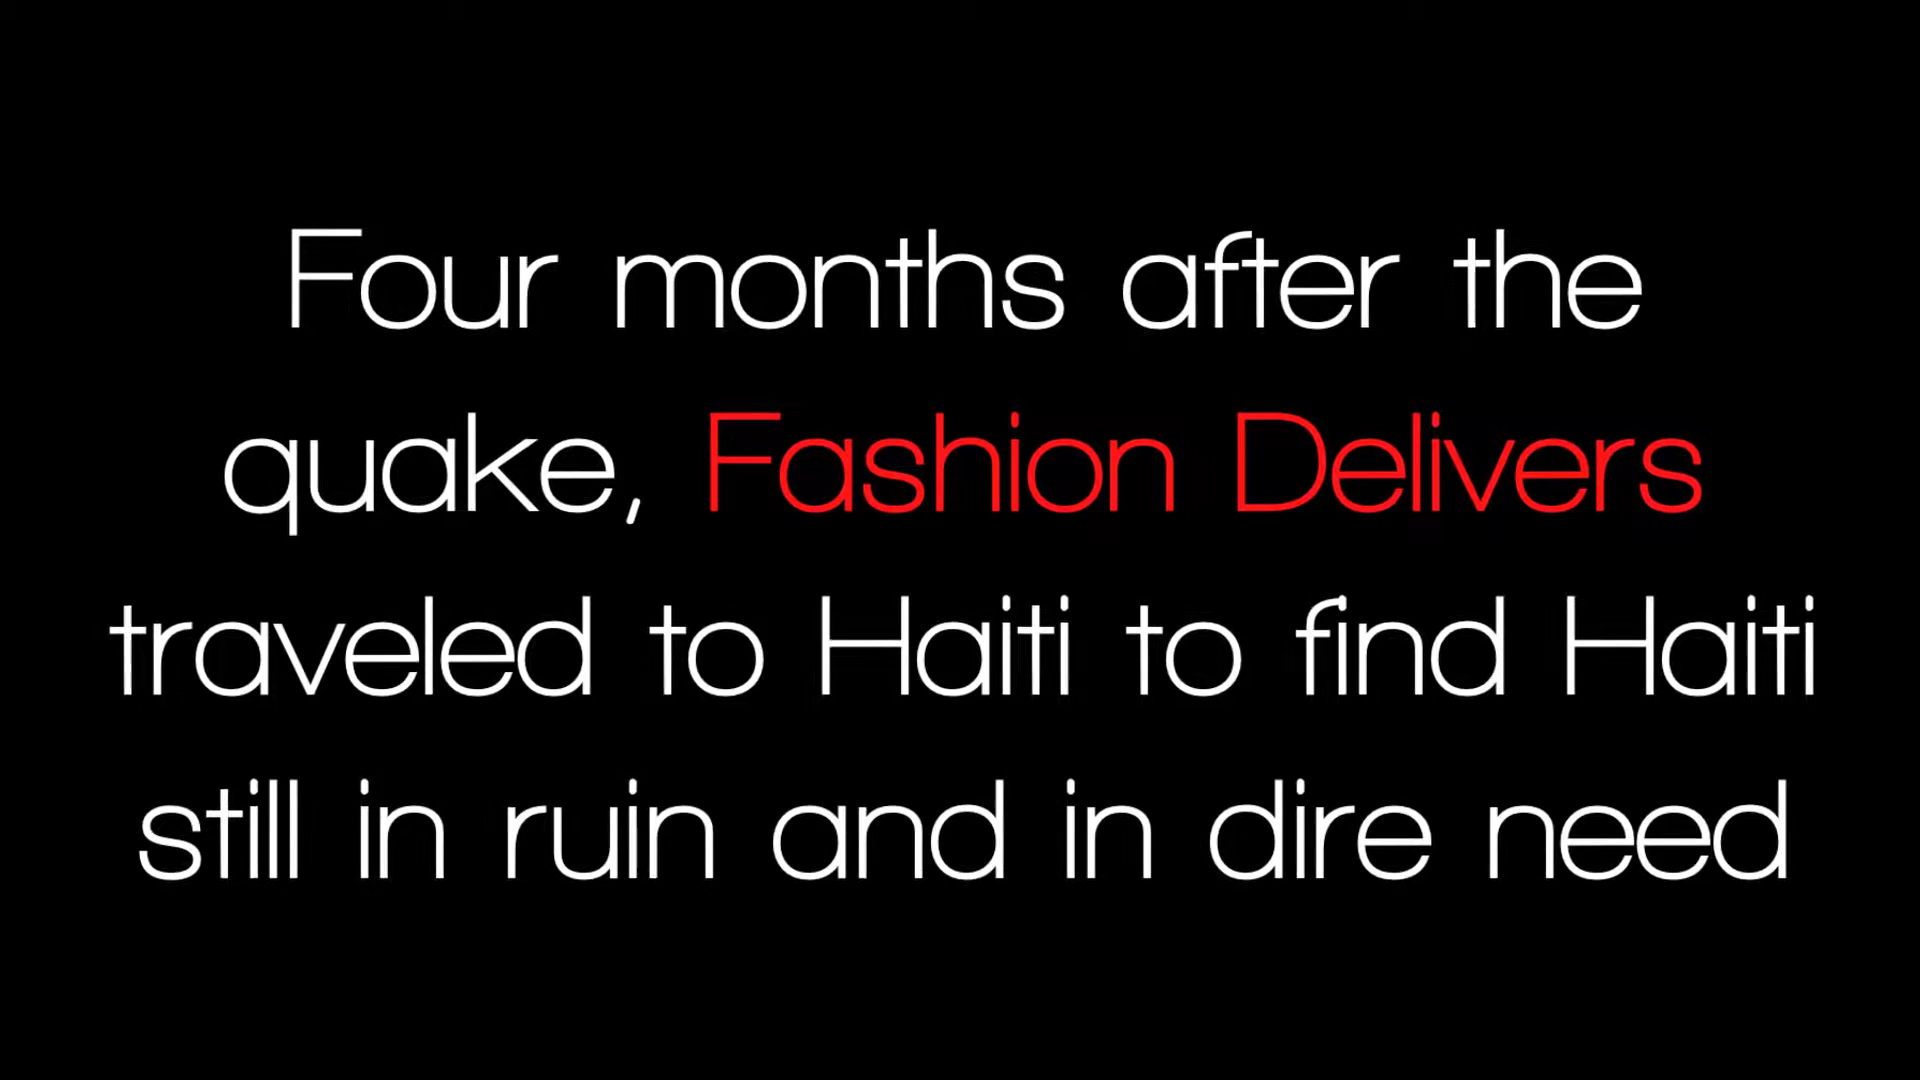 Four months after the
quake, Fashion Delivers
traveled to Haiti to find Haiti
still in ruin and in dire need